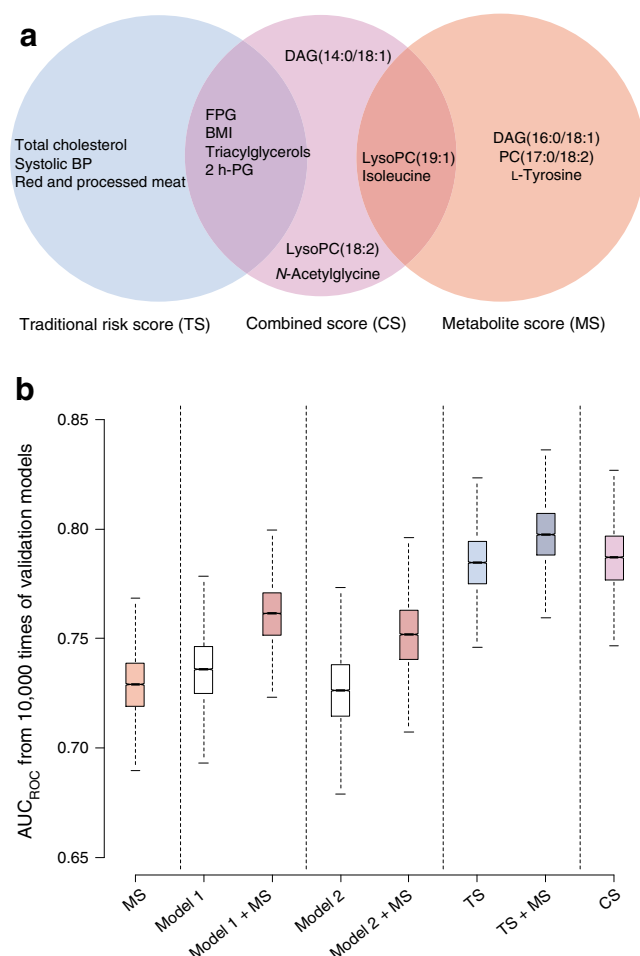 a
DAG(14:0/18:1)
Total cholesterol
Systolic BP
Red and processed meat
FPG
BMI
Triacylglycerols
2 h-PG
LysoPC(19:1)
Isoleucine
DAG(16:0/18:1)
PC(17:0/18:2)
L-Tyrosine
LysoPC(18:2)
N-Acetylglycine
Traditional risk score (TS)
Combined score (CS)
Metabolite score (MS)
b
AUCROC from 10,000 times of validation models
0.85
0.80
0.75
0.70
0.65
MS
Model 1
Model 1 + MS
Model 2
Model 2 + MS
TS
TS + MS
CS